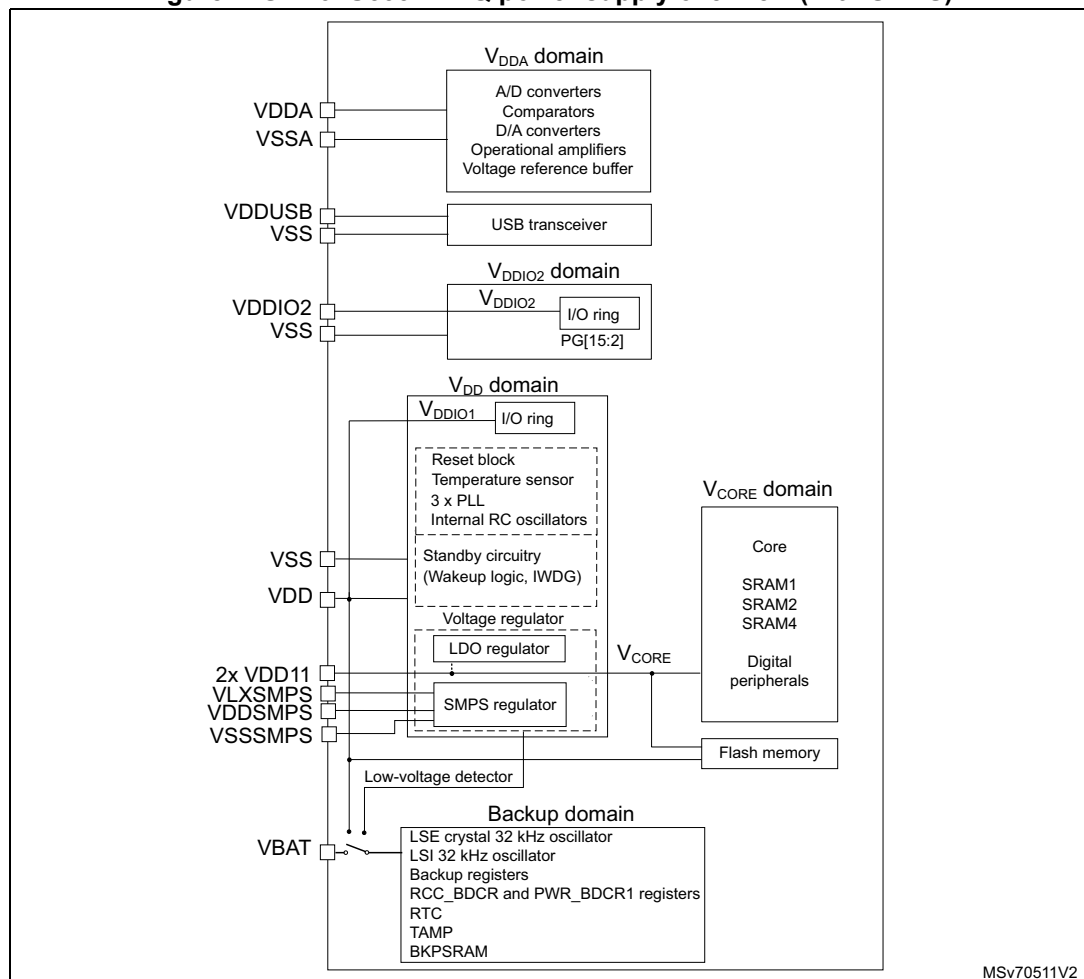 VDDA domain
A/D converters
Comparators
D/A converters
Operational amplifiers
Voltage reference buffer
VDDA
VSSA
VDDUSB
VSS
USB transceiver
VDDIO2 domain
VDDIO2
VDDIO2
VSS
I/O ring
PG[15:2]
VDD domain
VDDIO1
I/O ring
Reset block
Temperature sensor
3 x PLL
Internal RC oscillators
Standby circuitry
(Wakeup logic, IWDG)
VSS
VDD
Voltage regulator
LDO regulator
SMPS regulator
2x VDD11
VLXSMPS
VDDSMPS
VSSSMPS
VCORE
VCORE domain
Core
SRAM1
SRAM2
SRAM4
Digital
peripherals
Flash memory
Low-voltage detector
Backup domain
VBAT
LSE crystal 32 kHz oscillator
LSI 32 kHz oscillator
Backup registers
RCC_BDCR and PWR_BDCR1 registers
RTC
TAMP
BKPSRAM
MSv70511V2